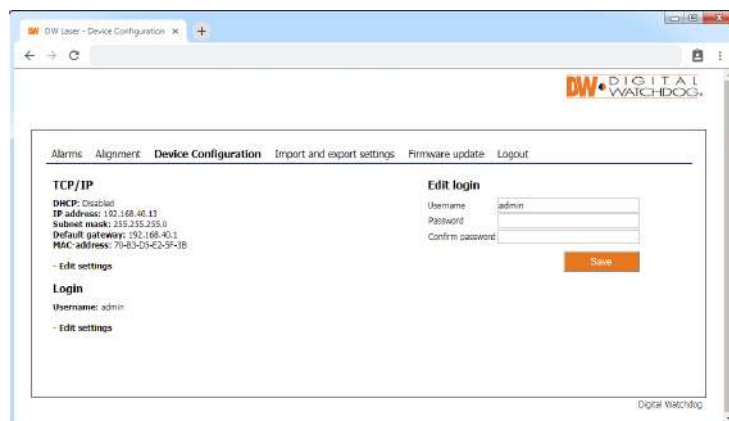 DW Laser - Device Configuration
DW DIGITAL
WATCHDOG.
Alarms Alignment Device Configuration Import and export settings Firmware update Logout
TCP/IP
DHCP: Disabled
IP address: 192.168.40.13
Subnet mask: 255.255.255.0
Default gateway: 192.168.40.1
MAC-address: 70-B3-D5-E2-5F-3B
- Edit settings
Login
Username: admin
- Edit settings
Edit login
Username admin
Password
Confirm password
Save
Digital Watchdog